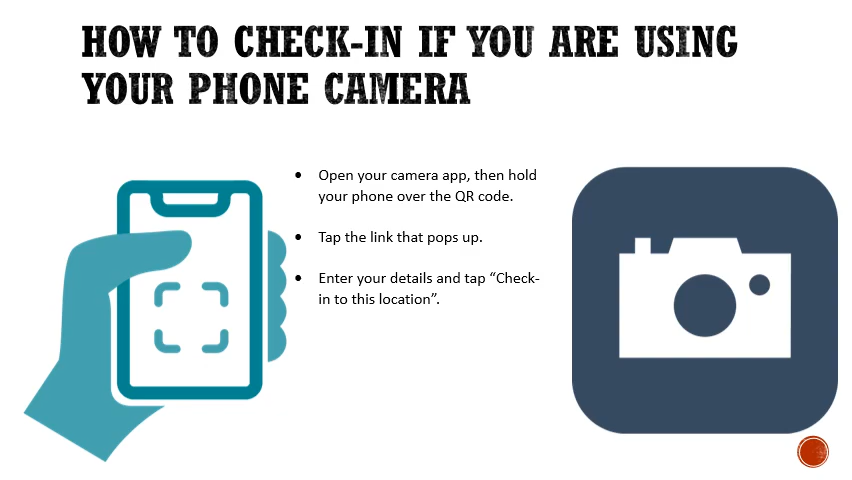 HOW TO CHECK-IN IF YOU ARE USING
YOUR PHONE CAMERA
• Open your camera app, then hold
your phone over the QR code.
• Tap the link that pops up.
• Enter your details and tap “Check-
in to this location”.